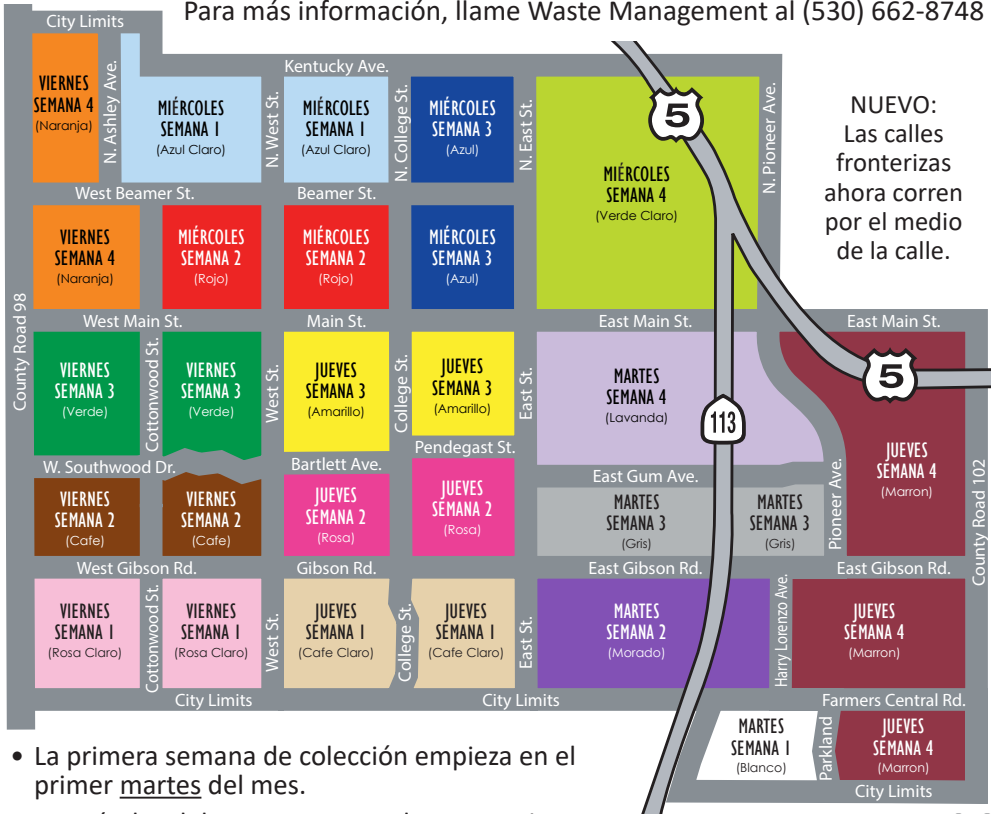 Para más información, llame Waste Management al (530) 662-8748
City Limits
Kentucky Ave.
5
NUEVO:
Las calles
fronterizas
ahora corren
por el medio
de la calle.
VIERNES
SEMANA 4
(Naranja)
N. Ashley Ave.
MIÉRCOLES
SEMANA 1
(Azul Claro)
N. West St.
MIÉRCOLES
SEMANA 1
(Azul Claro)
N. College St.
MIÉRCOLES
SEMANA 3
(Azul)
N. East St.
MIÉRCOLES
SEMANA 4
(Verde Claro)
N. Pioneer Ave.
West Beamer St.
Beamer St.
VIERNES
SEMANA 4
(Naranja)
MIÉRCOLES
SEMANA 2
(Rojo)
MIÉRCOLES
SEMANA 2
(Rojo)
MIÉRCOLES
SEMANA 3
(Azul)
County Road 98
West Main St.
Main St.
East Main St.
East Main St.
VIERNES
SEMANA 3
(Verde)
Cottonwood St.
VIERNES
SEMANA 3
(Verde)
West St.
JUEVES
SEMANA 3
(Amarillo)
College St.
JUEVES
SEMANA 3
(Amarillo)
East St.
MARTES
SEMANA 4
(Lavanda)
113
5
JUEVES
SEMANA 4
(Marron)
County Road 102
W. Southwood Dr.
Bartlett Ave.
Pendegast St.
East Gum Ave.
Pioneer Ave.
VIERNES
SEMANA 2
(Cafe)
VIERNES
SEMANA 2
(Cafe)
JUEVES
SEMANA 2
(Rosa)
JUEVES
SEMANA 2
(Rosa)
MARTES
SEMANA 3
(Gris)
MARTES
SEMANA 3
(Gris)
West Gibson Rd.
Gibson Rd.
East Gibson Rd.
East Gibson Rd.
VIERNES
SEMANA 1
(Rosa Claro)
Cottonwood St.
VIERNES
SEMANA 1
(Rosa Claro)
West St.
JUEVES
SEMANA 1
(Cafe Claro)
College St.
JUEVES
SEMANA 1
(Cafe Claro)
East St.
MARTES
SEMANA 2
(Morado)
Harry Lorenzo Ave.
JUEVES
SEMANA 4
(Marron)
City Limits
City Limits
Farmers Central Rd.
MARTES
SEMANA 1
(Blanco)
Parkland
JUEVES
SEMANA 4
(Marron)
City Limits
• La primera semana de colección empieza en el
primer martes del mes.